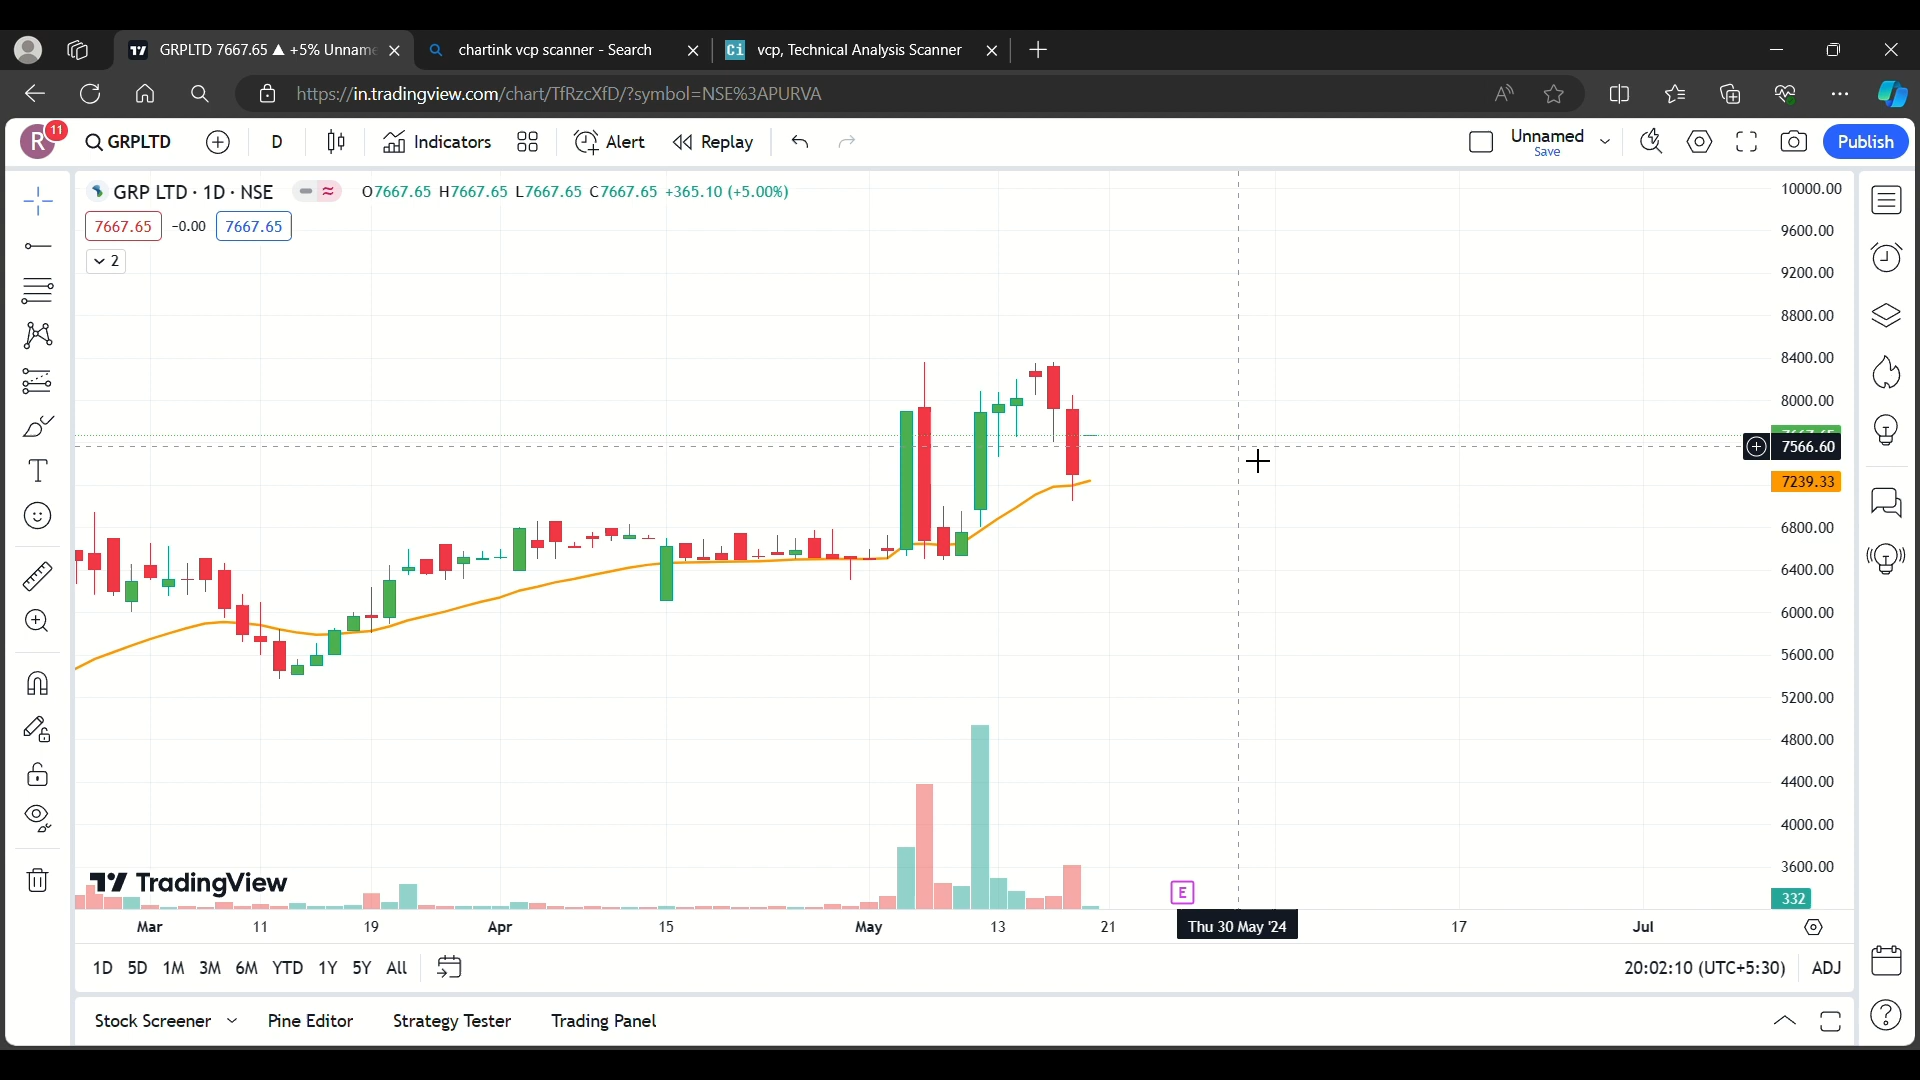 GRPLTD 7667.65 ▲ +5% Unname
chartink vcp scanner - Search
Ci vcp, Technical Analysis Scanner
https://in.tradingview.com/chart/TfRzcXfD/?symbol=NSE%3APURVA
R 11 GRPLTD D Indicators Alert Replay Unnamed Save Publish
GRP LTD · 1D · NSE O7667.65 H7667.65 L7667.65 C7667.65 +365.10 (+5.00%)
7667.65 -0.00 7667.65
2
10000.00
9600.00
9200.00
8800.00
8400.00
8000.00
7566.60
7239.33
6800.00
6400.00
6000.00
5600.00
5200.00
4800.00
4400.00
4000.00
3600.00
332
TradingView
E
Mar 11 19 Apr 15 May 13 21 Thu 30 May '24 17 Jul
1D 5D 1M 3M 6M YTD 1Y 5Y All 20:02:10 (UTC+5:30) ADJ
Stock Screener Pine Editor Strategy Tester Trading Panel